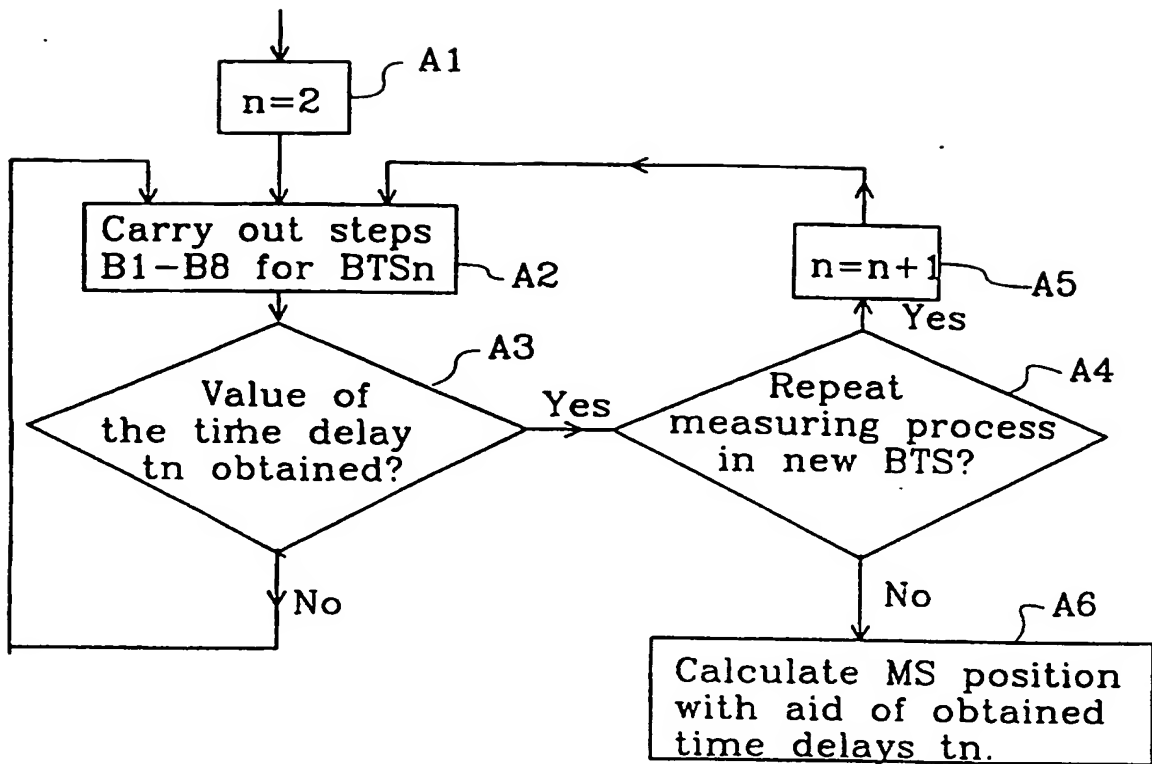 A1
n=2
Carry out steps
B1-B8 for BTSn
A2
n=n+1
A5
Yes
A3
Value of
the time delay
tn obtained?
Yes
A4
Repeat
measuring process
in new BTS?
No
No
A6
Calculate MS position
with aid of obtained
time delays tn.